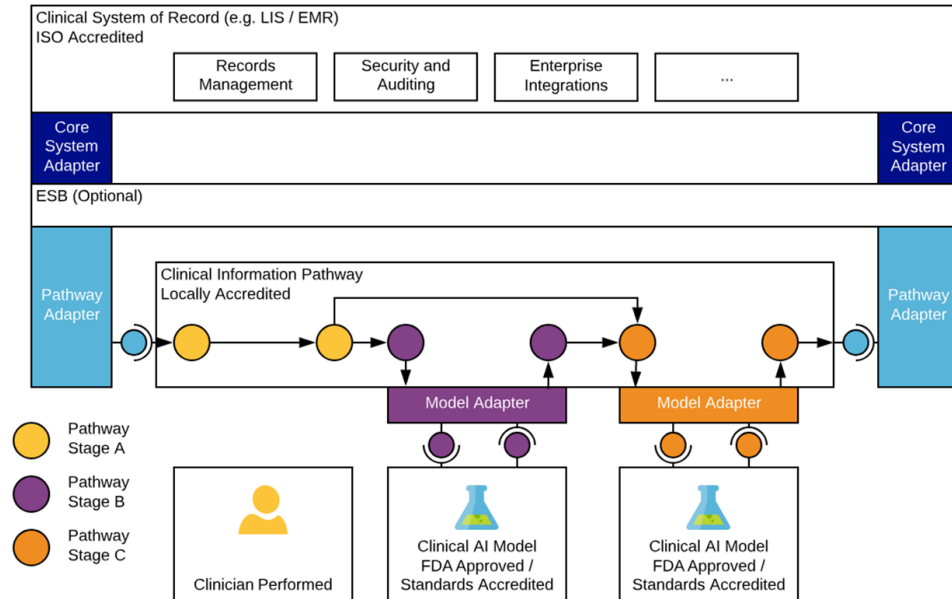 Clinical System of Record (e.g. LIS / EMR)
ISO Accredited
Records
Management
Security and
Auditing
Enterprise
Integrations
...
Core
System
Adapter
Core
System
Adapter
ESB (Optional)
Pathway
Adapter
Clinical Information Pathway
Locally Accredited
Pathway
Adapter
Model Adapter
Model Adapter
Pathway
Stage A
Pathway
Stage B
Pathway
Stage C
Clinician Performed
Clinical AI Model
FDA Approved /
Standards Accredited
Clinical AI Model
FDA Approved /
Standards Accredited